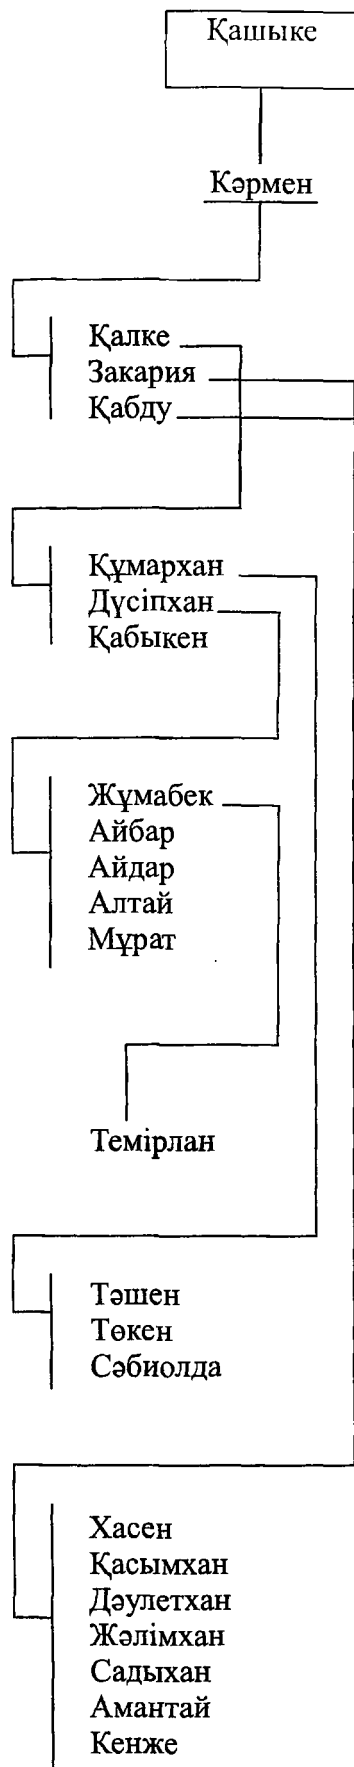 Қашыке
Кәрмен
Қалке
Закария
Қабду
Құмархан
Дүсіпхан
Қабыкен
Жұмабек
Айбар
Айдар
Алтай
Мұрат
Темірлан
Тәшен
Төкен
Сәбиолда
Хасен
Қасымхан
Дәулетхан
Жәлімхан
Садыхан
Амантай
Кенже